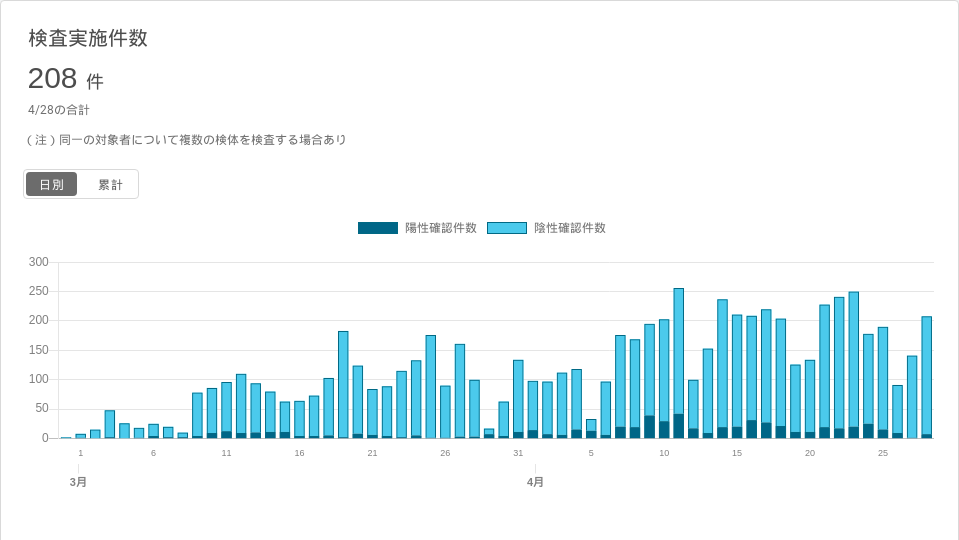 検査実施件数
208 件
4/28の合計
（注）同一の対象者について複数の検体を検査する場合あり
日別 累計
陽性確認件数 陰性確認件数
300
250
200
150
100
50
0
1 6 11 16 21 26 31 5 10 15 20 25
3月 4月